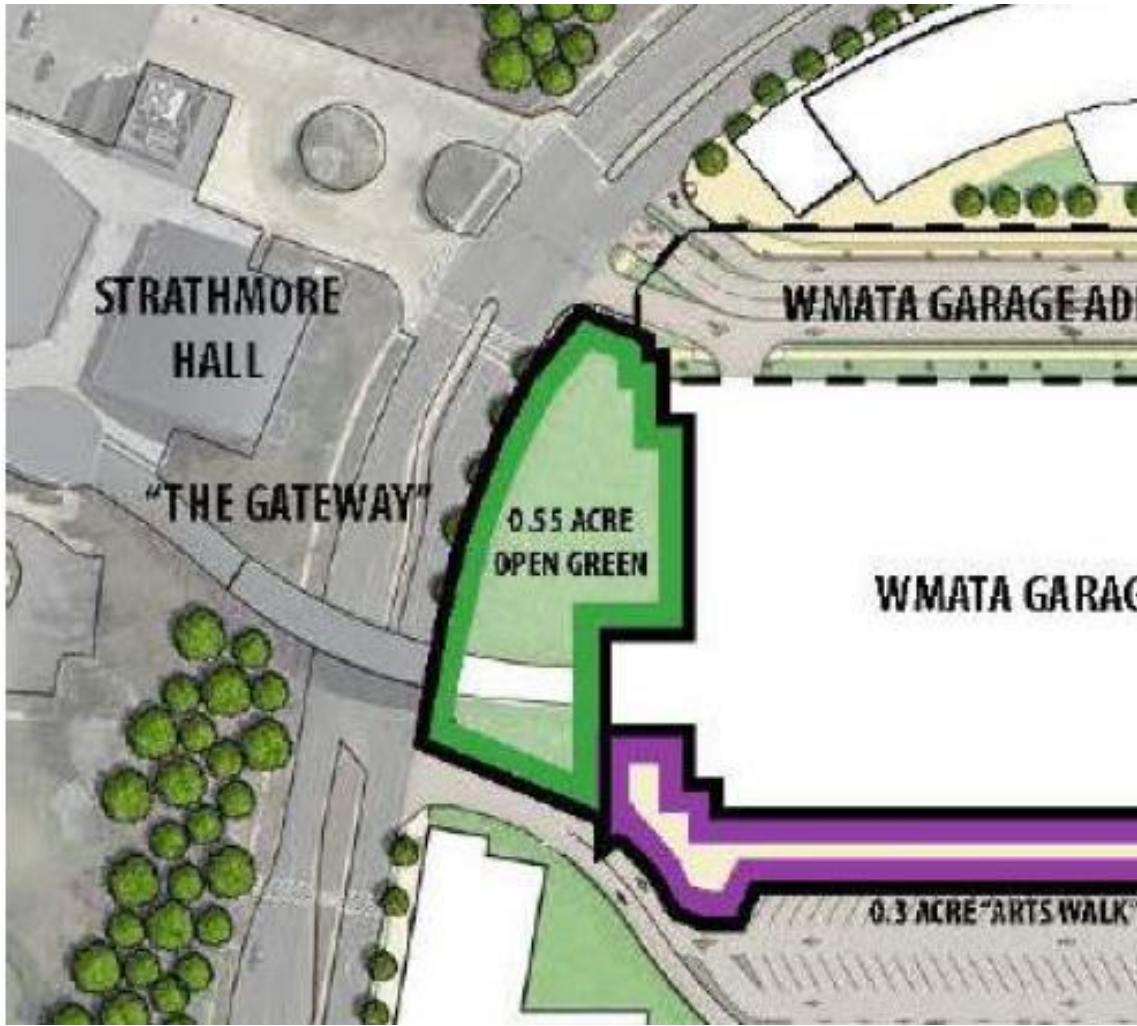 STRATHMORE
HALL
WMATA GARAGE AD
"THE GATEWAY"
0.55 ACRE
OPEN GREEN
WMATA GARAG
0.3 ACRE "ARTS WALK"